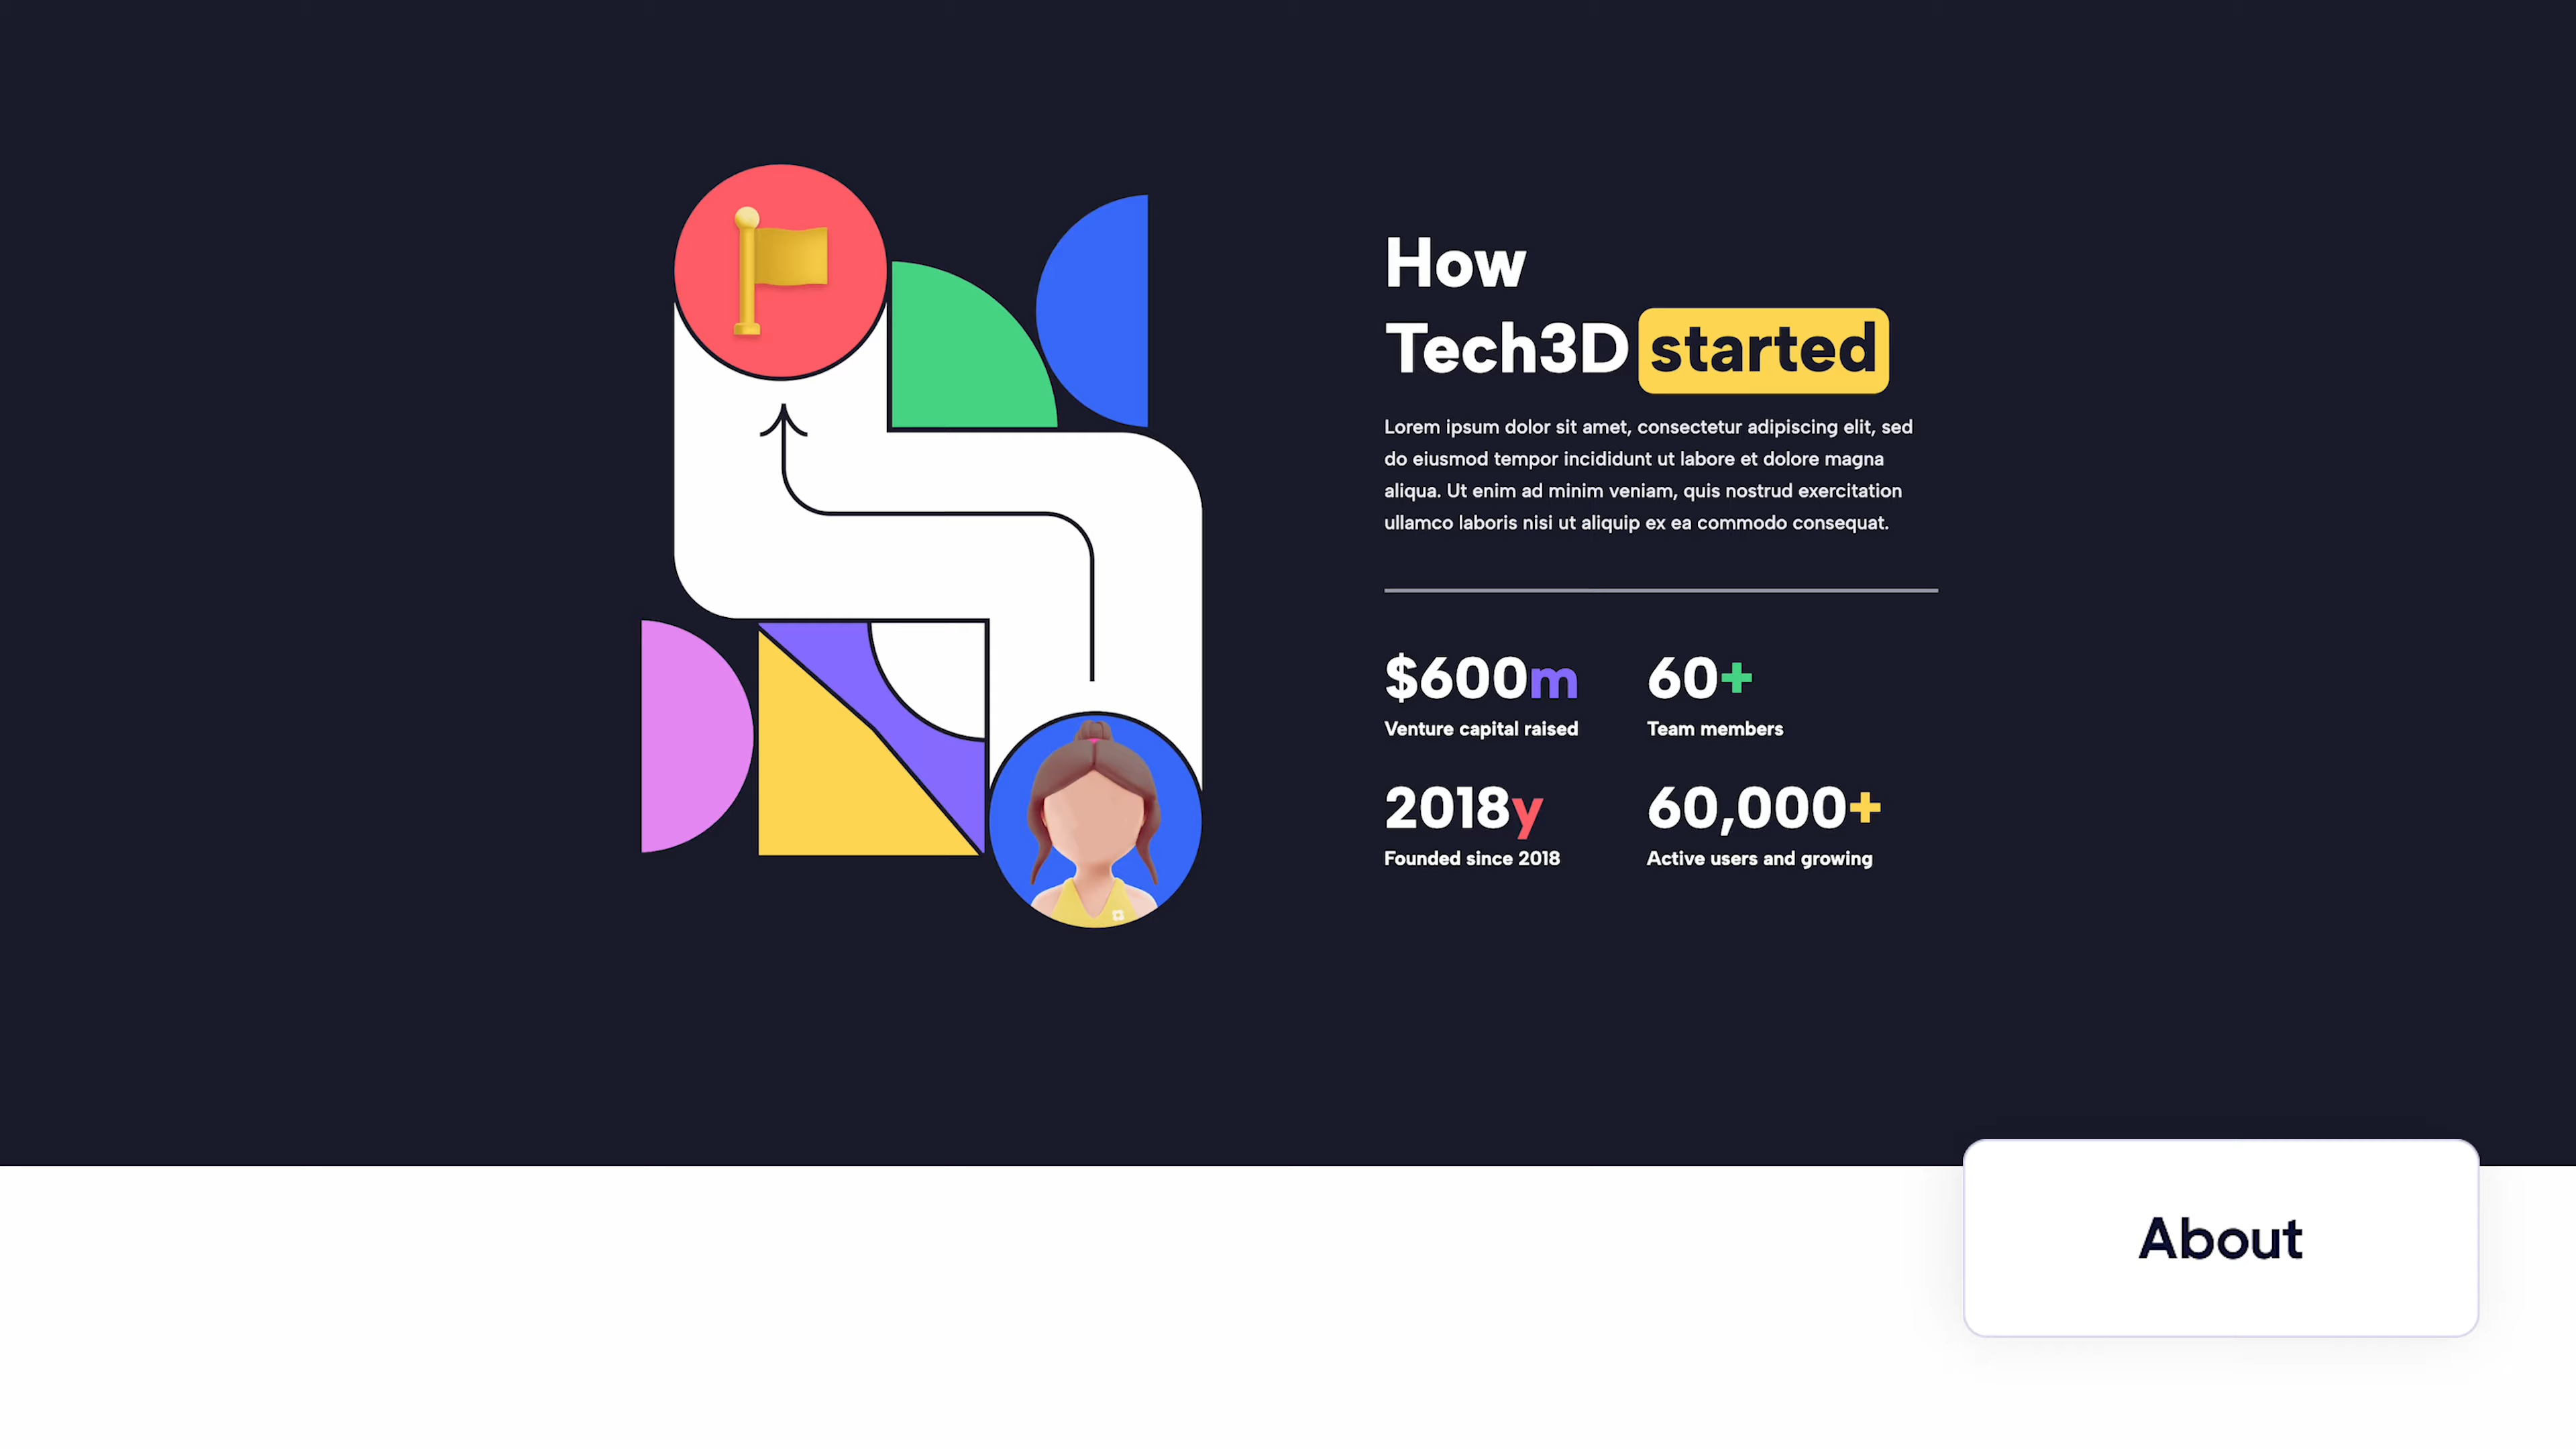 How
Tech3D started
Lorem ipsum dolor sit amet, consectetur adipiscing elit, sed
do eiusmod tempor incididunt ut labore et dolore magna
aliqua. Ut enim ad minim veniam, quis nostrud exercitation
ullamco laboris nisi ut aliquip ex ea commodo consequat.
$600m
Venture capital raised
60+
Team members
2018y
Founded since 2018
60,000+
Active users and growing
About